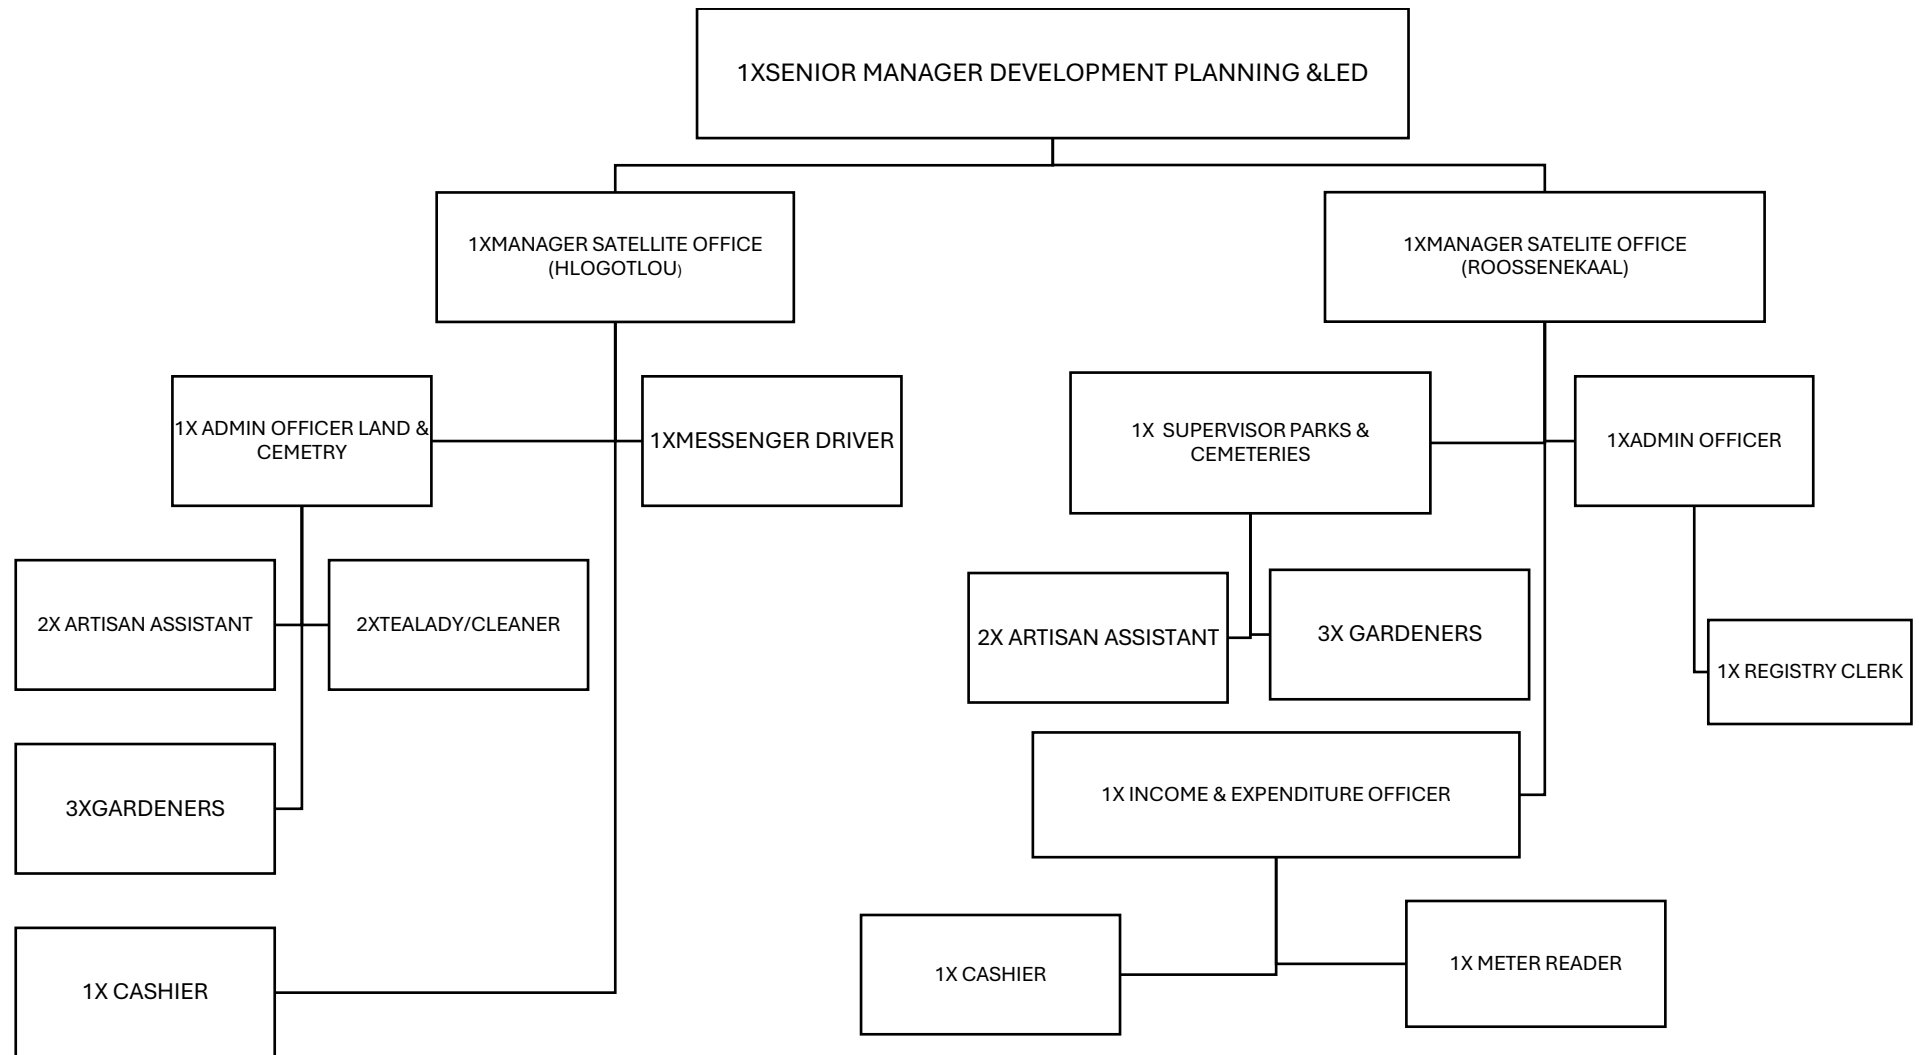 1XSENIOR MANAGER DEVELOPMENT PLANNING &LED
1XMANAGER SATELLITE OFFICE
(HLOGOTLOU)
1XMANAGER SATELITE OFFICE
(ROOSSENEKAAL)
1X ADMIN OFFICER LAND &
CEMETRY
1XMESSENGER DRIVER
1X SUPERVISOR PARKS &
CEMETERIES
1XADMIN OFFICER
2X ARTISAN ASSISTANT
2XTEALADY/CLEANER
2X ARTISAN ASSISTANT
3X GARDENERS
1X REGISTRY CLERK
3XGARDENERS
1X INCOME & EXPENDITURE OFFICER
1X CASHIER
1X CASHIER
1X METER READER